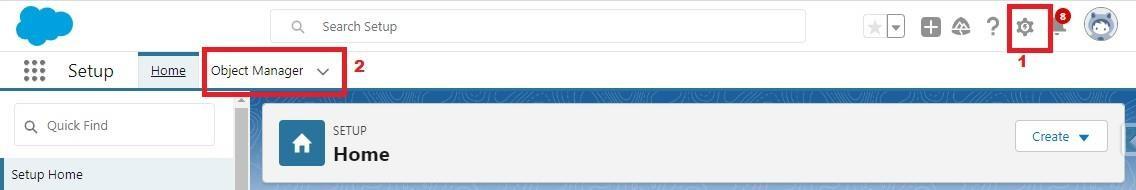 Search Setup
8
1
Setup
Home
Object Manager
2
Quick Find
SETUP
Home
Create
Setup Home